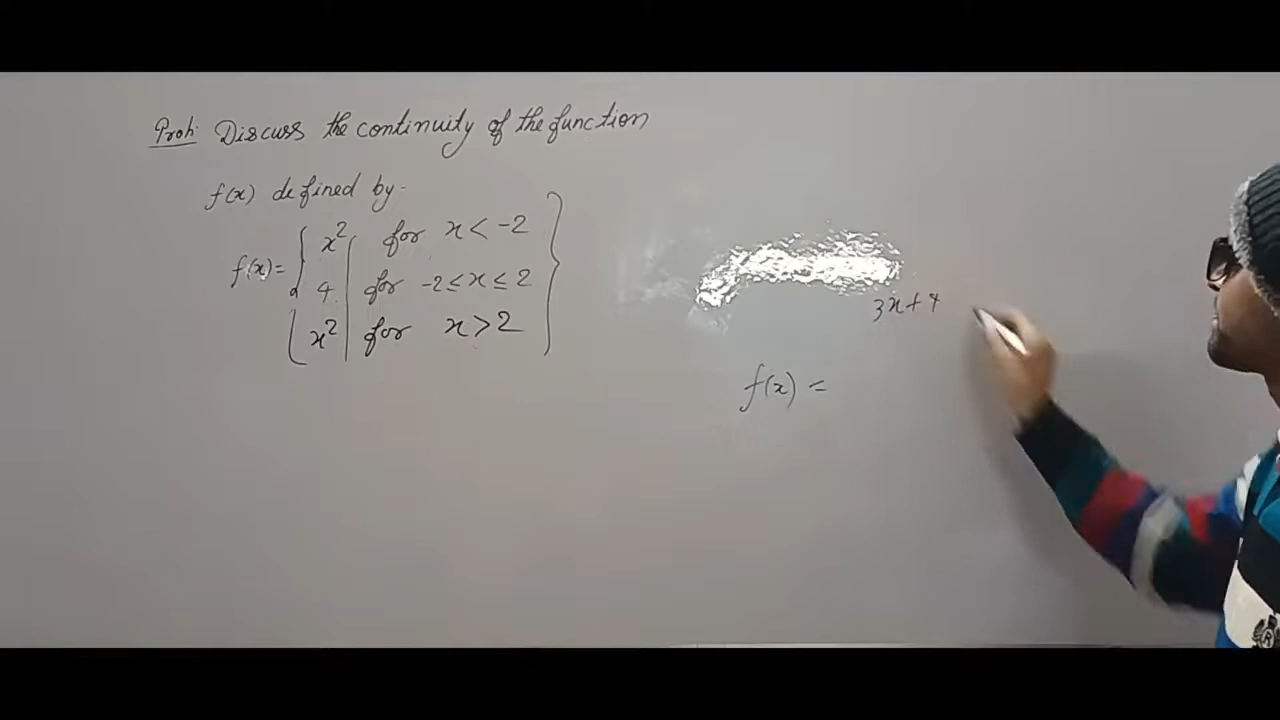 Prob: Discuss the continuity of the function
f(x) defined by-
f(x) = { x² | for x < -2 }
4 | for -2 ≤ x ≤ 2
x² | for x > 2
3x + 4
f(x) =
R